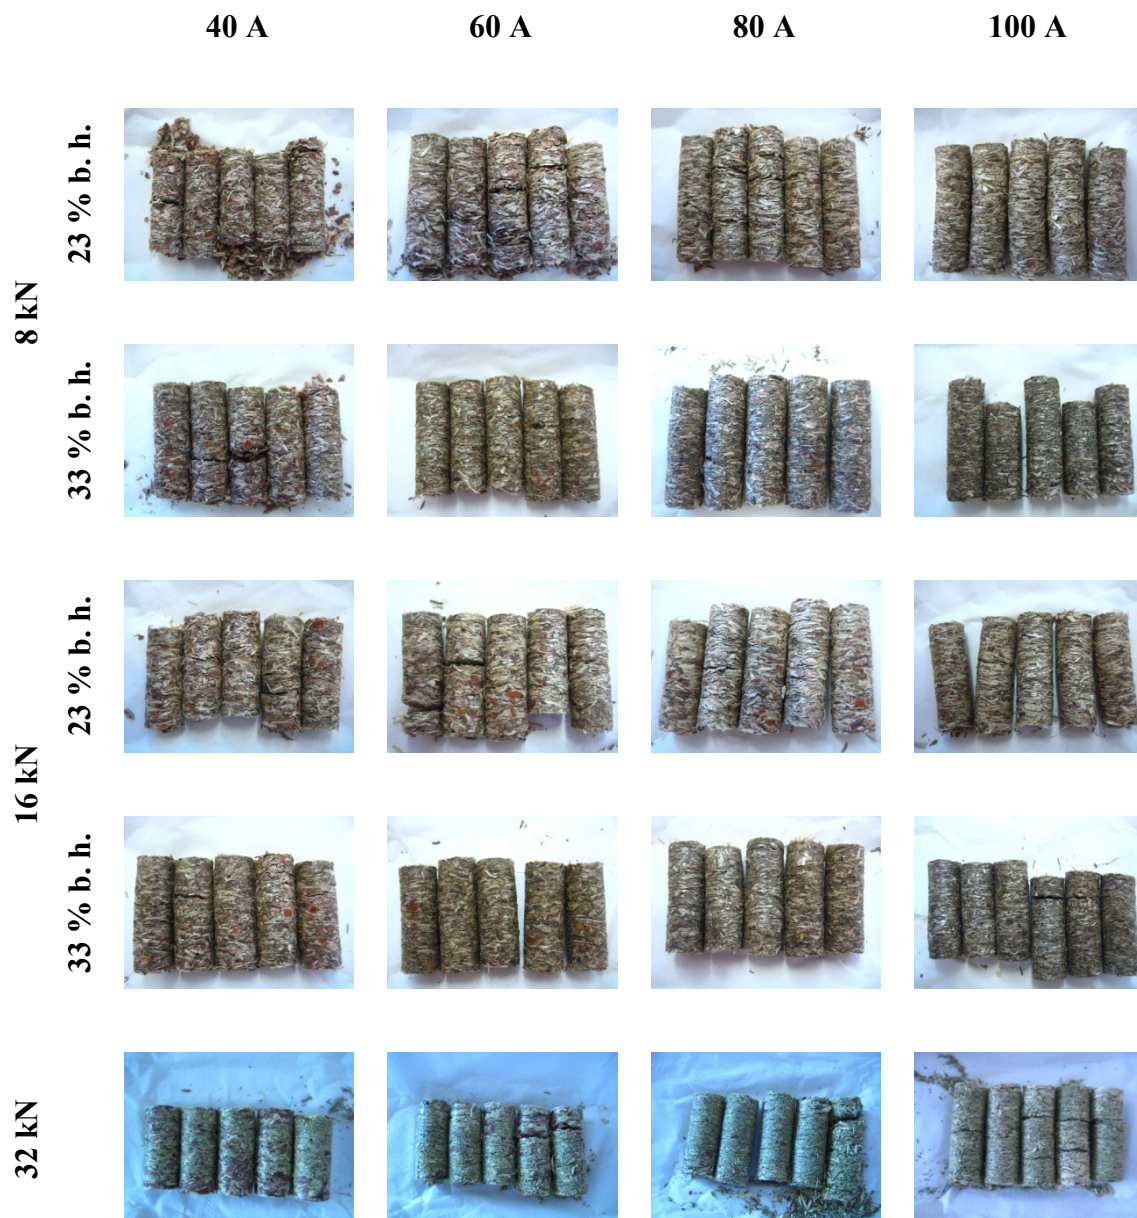 40 A 60 A 80 A 100 A
8 kN
23 % b. h.
33 % b. h.
16 kN
23 % b. h.
33 % b. h.
32 kN